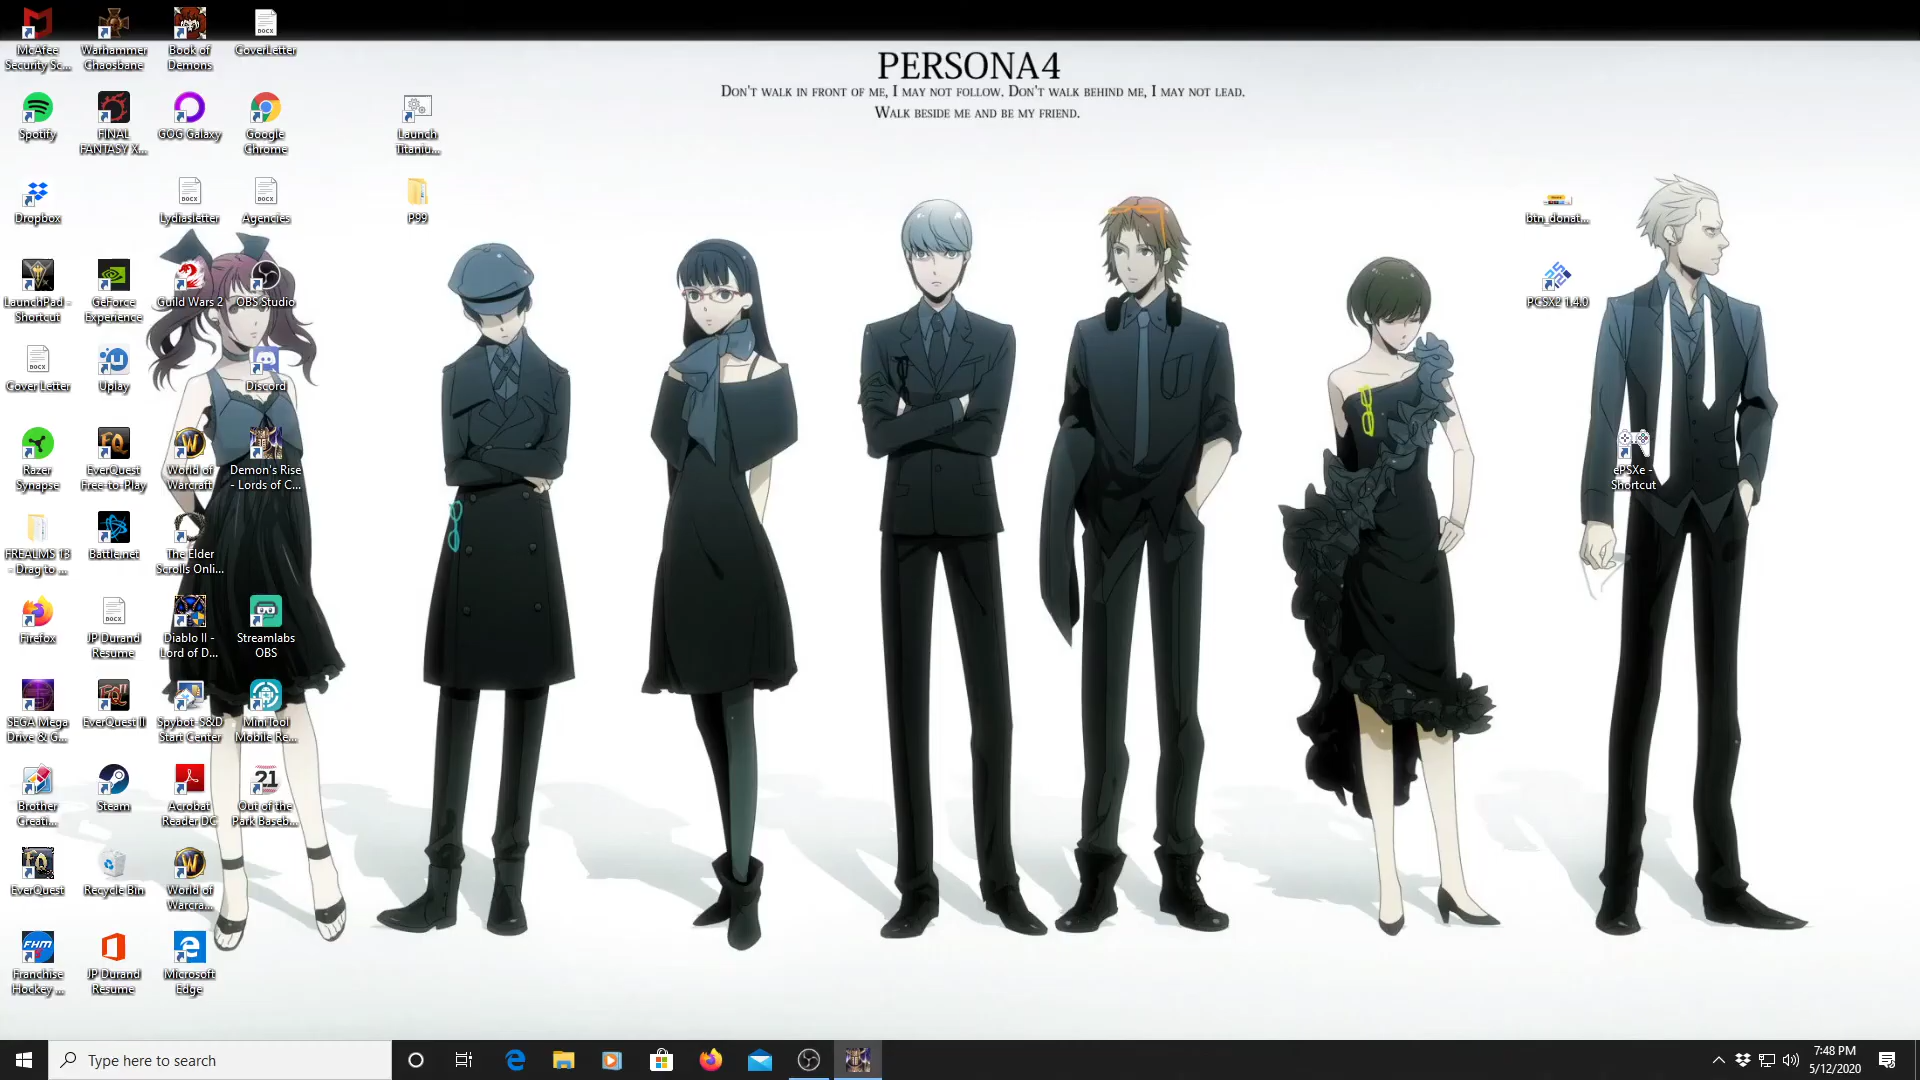 PERSONA4
Don't walk in front of me, I may not follow. Don't walk behind me, I may not lead.
Walk beside me and be my friend.
McAfee
Security Sc...
Warhammer
Chaosbane
Book of
Demons
CoverLetter
Spotify
FINAL
FANTASY X...
GOG Galaxy
Google
Chrome
Launch
Titaniu...
Dropbox
Lydiasletter
Agencies
P99
btn_donat...
LaunchPad -
Shortcut
GeForce
Experience
Guild Wars 2
OBS Studio
PCSX2 1.4.0
Cover Letter
Uplay
Discord
Razer
Synapse
EverQuest
Free-to-Play
World of
Warcraft
Demon's Rise
- Lords of C...
ePSXe -
Shortcut
FREALMS 13
- Drag to ...
Battle.net
The Elder
Scrolls Onli...
Firefox
JP Durand
Resume
Diablo II -
Lord of D...
Streamlabs
OBS
SEGA Mega
Drive & G...
EverQuest II
Spybot-S&D
Start Center
MiniTool
Mobile Re...
Brother
Creati...
Steam
Acrobat
Reader DC
21
Out of the
Park Baseb...
EverQuest
Recycle Bin
World of
Warcra...
Franchise
Hockey ...
JP Durand
Resume
Microsoft
Edge
Type here to search
7:48 PM
5/12/2020